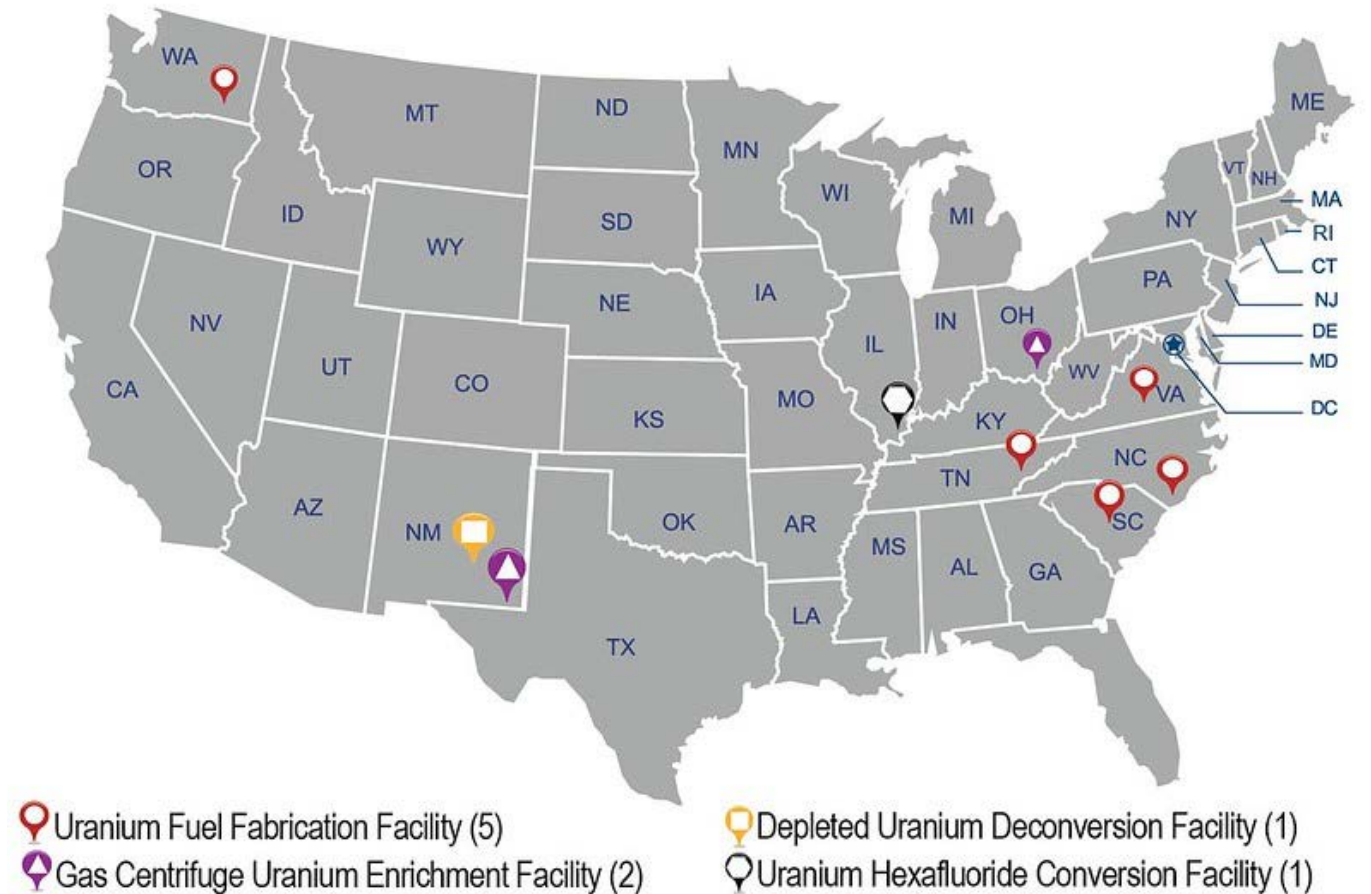 WA
MT
ND
MN
ME
OR
ID
SD
WI
MI
VT
NH
NY
MA
RI
CT
WY
IA
PA
NJ
NV
NE
IL
IN
OH
DE
MD
DC
CA
UT
CO
KS
MO
WV
VA
KY
AZ
NM
OK
AR
TN
NC
SC
MS
AL
GA
TX
LA
Uranium Fuel Fabrication Facility (5)
Depleted Uranium Deconversion Facility (1)
Gas Centrifuge Uranium Enrichment Facility (2)
Uranium Hexafluoride Conversion Facility (1)